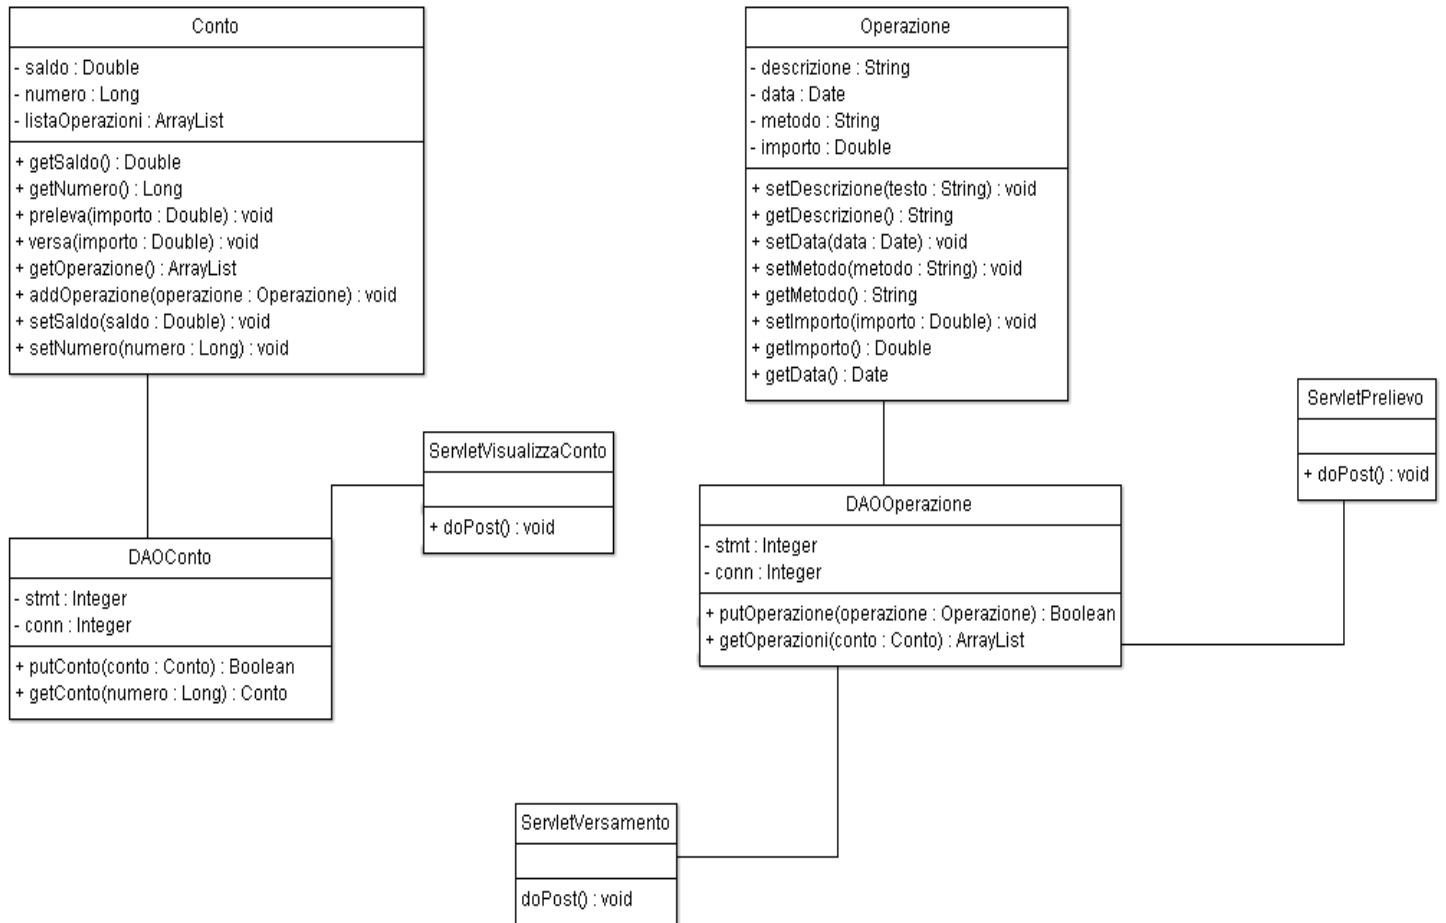 Conto
- saldo : Double
- numero : Long
- listaOperazioni : ArrayList
+ getSaldo() : Double
+ getNumero() : Long
+ preleva(importo : Double) : void
+ versa(importo : Double) : void
+ getOperazione() : ArrayList
+ addOperazione(operazione : Operazione) : void
+ setSaldo(saldo : Double) : void
+ setNumero(numero : Long) : void
Operazione
- descrizione : String
- data : Date
- metodo : String
- importo : Double
+ setDescrizione(testo : String) : void
+ getDescrizione() : String
+ setData(data : Date) : void
+ setMetodo(metodo : String) : void
+ getMetodo() : String
+ setImporto(importo : Double) : void
+ getImporto() : Double
+ getData() : Date
ServletPrelievo
+ doPost() : void
ServletVisualizzaConto
+ doPost() : void
DAOConto
- stmt : Integer
- conn : Integer
+ putConto(conto : Conto) : Boolean
+ getConto(numero : Long) : Conto
DAOOperazione
- stmt : Integer
- conn : Integer
+ putOperazione(operazione : Operazione) : Boolean
+ getOperazioni(conto : Conto) : ArrayList
ServletVersamento
doPost() : void